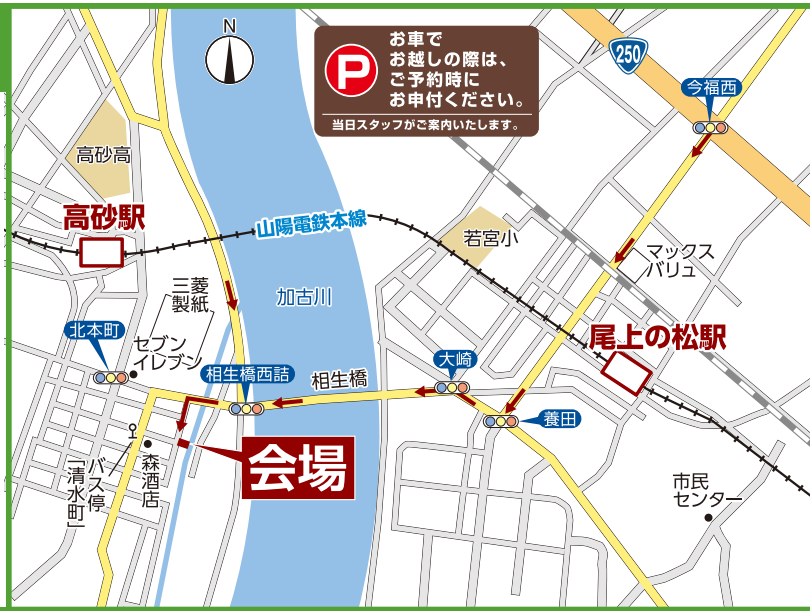 N
P
お車で
お越しの際は、
ご予約時に
お申付ください。
当日スタッフがご案内いたします。
250
今福西
高砂高
高砂駅
山陽電鉄本線
若宮小
マックス
バリュ
三菱
製紙
加古川
北本町
セブン
イレブン
尾上の松駅
相生橋西詰
相生橋
大崎
養田
会場
森酒店
バス停
「清水町」
市民
センター